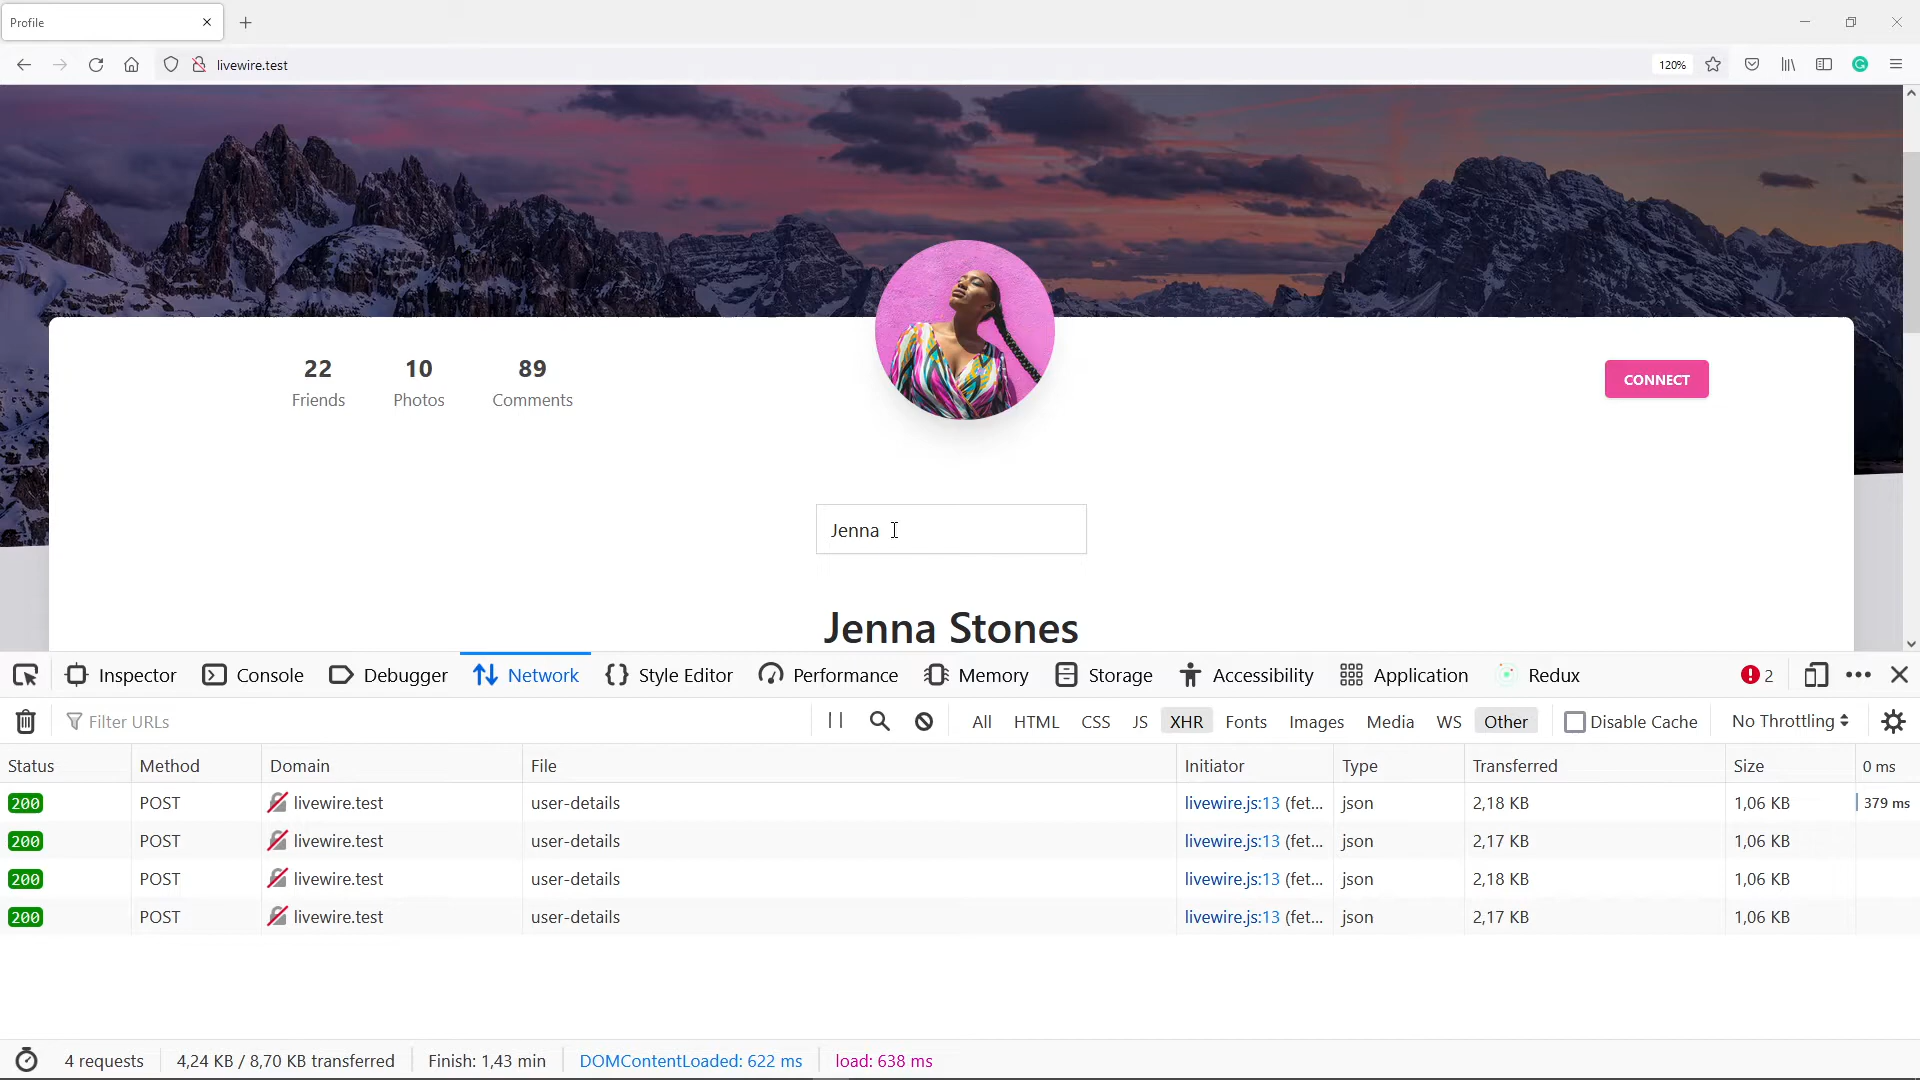 Profile
livewire.test
120%
22 10 89
Friends Photos Comments
CONNECT
Jenna
Jenna Stones
Inspector Console Debugger Network Style Editor Performance Memory Storage Accessibility Application Redux 2
Filter URLs All HTML CSS JS XHR Fonts Images Media WS Other Disable Cache No Throttling
Status Method Domain File Initiator Type Transferred Size 0 ms
200 POST livewire.test user-details livewire.js:13 (fet... json 2,18 KB 1,06 KB 379 ms
200 POST livewire.test user-details livewire.js:13 (fet... json 2,17 KB 1,06 KB
200 POST livewire.test user-details livewire.js:13 (fet... json 2,18 KB 1,06 KB
200 POST livewire.test user-details livewire.js:13 (fet... json 2,17 KB 1,06 KB
4 requests 4,24 KB / 8,70 KB transferred Finish: 1,43 min DOMContentLoaded: 622 ms load: 638 ms